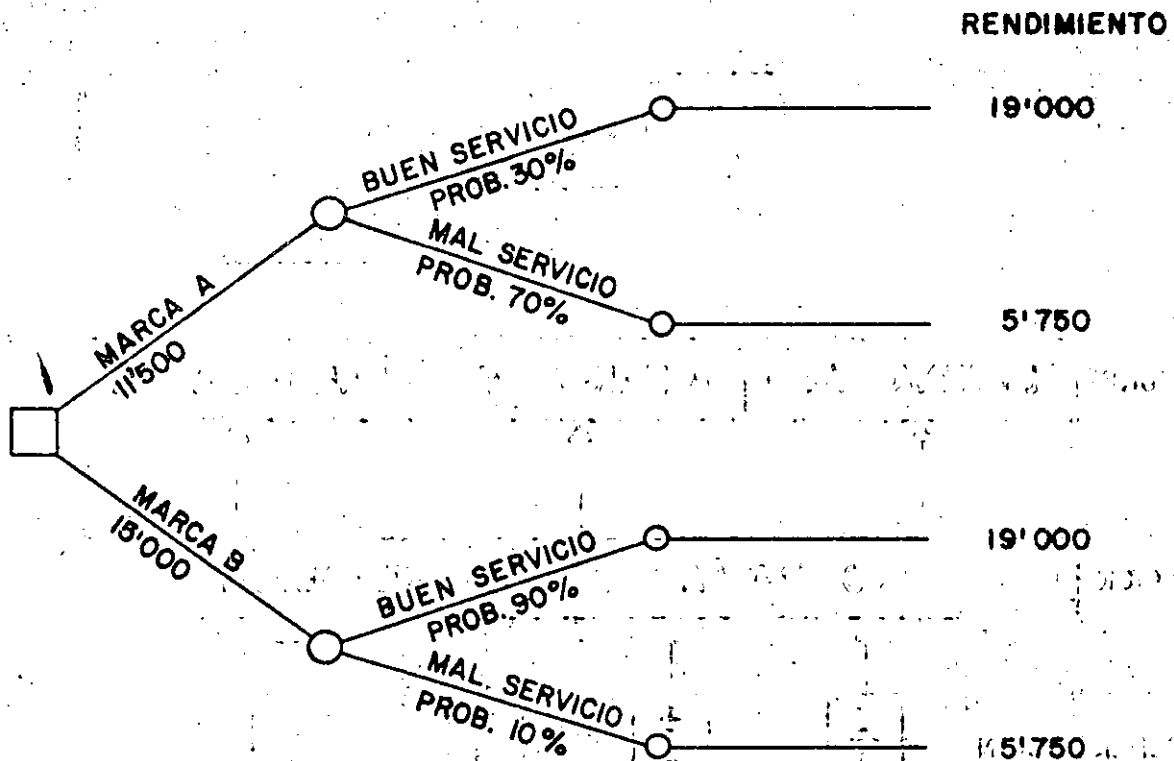 RENDIMIENTO
BUEN SERVICIO
PROB. 30%
19'000
MAL SERVICIO
PROB. 70%
5'750
MARCA A
11'500
MARCA B
15'000
BUEN SERVICIO
PROB. 90%
19'000
MAL SERVICIO
PROB. 10%
5'750